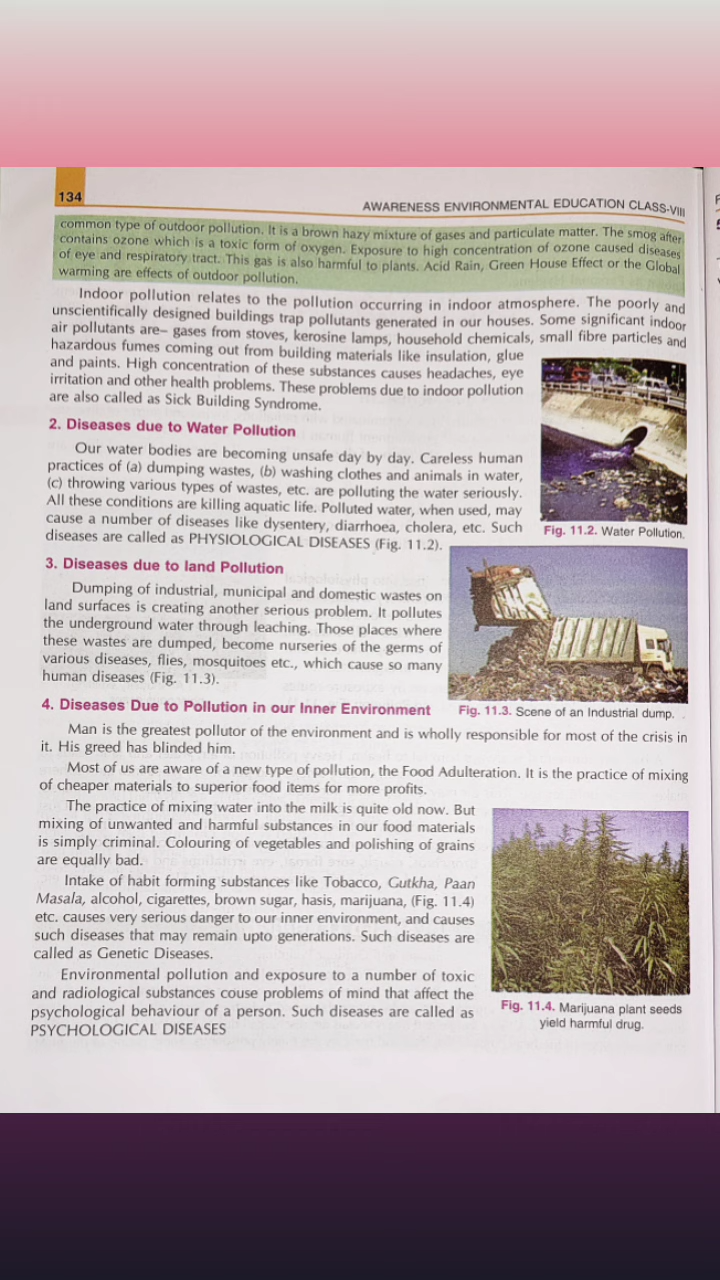 134
AWARENESS ENVIRONMENTAL EDUCATION CLASS-VIII
common type of outdoor pollution. It is a brown hazy mixture of gases and particulate matter. The smog after
contains ozone which is a toxic form of oxygen. Exposure to high concentration of ozone caused diseases
of eye and respiratory tract. This gas is also harmful to plants. Acid Rain, Green House Effect or the Global
warming are effects of outdoor pollution.
Indoor pollution relates to the pollution occurring in indoor atmosphere. The poorly and
unscientifically designed buildings trap pollutants generated in our houses. Some significant indoor
air pollutants are– gases from stoves, kerosine lamps, household chemicals, small fibre particles and
hazardous fumes coming out from building materials like insulation, glue
and paints. High concentration of these substances causes headaches, eye
irritation and other health problems. These problems due to indoor pollution
are also called as Sick Building Syndrome.
2. Diseases due to Water Pollution
Our water bodies are becoming unsafe day by day. Careless human
practices of (a) dumping wastes, (b) washing clothes and animals in water,
(c) throwing various types of wastes, etc. are polluting the water seriously.
All these conditions are killing aquatic life. Polluted water, when used, may
cause a number of diseases like dysentery, diarrhoea, cholera, etc. Such
diseases are called as PHYSIOLOGICAL DISEASES (Fig. 11.2).
Fig. 11.2. Water Pollution.
3. Diseases due to land Pollution
Dumping of industrial, municipal and domestic wastes on
land surfaces is creating another serious problem. It pollutes
the underground water through leaching. Those places where
these wastes are dumped, become nurseries of the germs of
various diseases, flies, mosquitoes etc., which cause so many
human diseases (Fig. 11.3).
Fig. 11.3. Scene of an Industrial dump.
4. Diseases Due to Pollution in our Inner Environment
Man is the greatest pollutor of the environment and is wholly responsible for most of the crisis in
it. His greed has blinded him.
Most of us are aware of a new type of pollution, the Food Adulteration. It is the practice of mixing
of cheaper materials to superior food items for more profits.
The practice of mixing water into the milk is quite old now. But
mixing of unwanted and harmful substances in our food materials
is simply criminal. Colouring of vegetables and polishing of grains
are equally bad.
Intake of habit forming substances like Tobacco, Gutkha, Paan
Masala, alcohol, cigarettes, brown sugar, hasis, marijuana, (Fig. 11.4)
etc. causes very serious danger to our inner environment, and causes
such diseases that may remain upto generations. Such diseases are
called as Genetic Diseases.
Environmental pollution and exposure to a number of toxic
and radiological substances couse problems of mind that affect the
psychological behaviour of a person. Such diseases are called as
PSYCHOLOGICAL DISEASES
Fig. 11.4. Marijuana plant seeds
yield harmful drug.